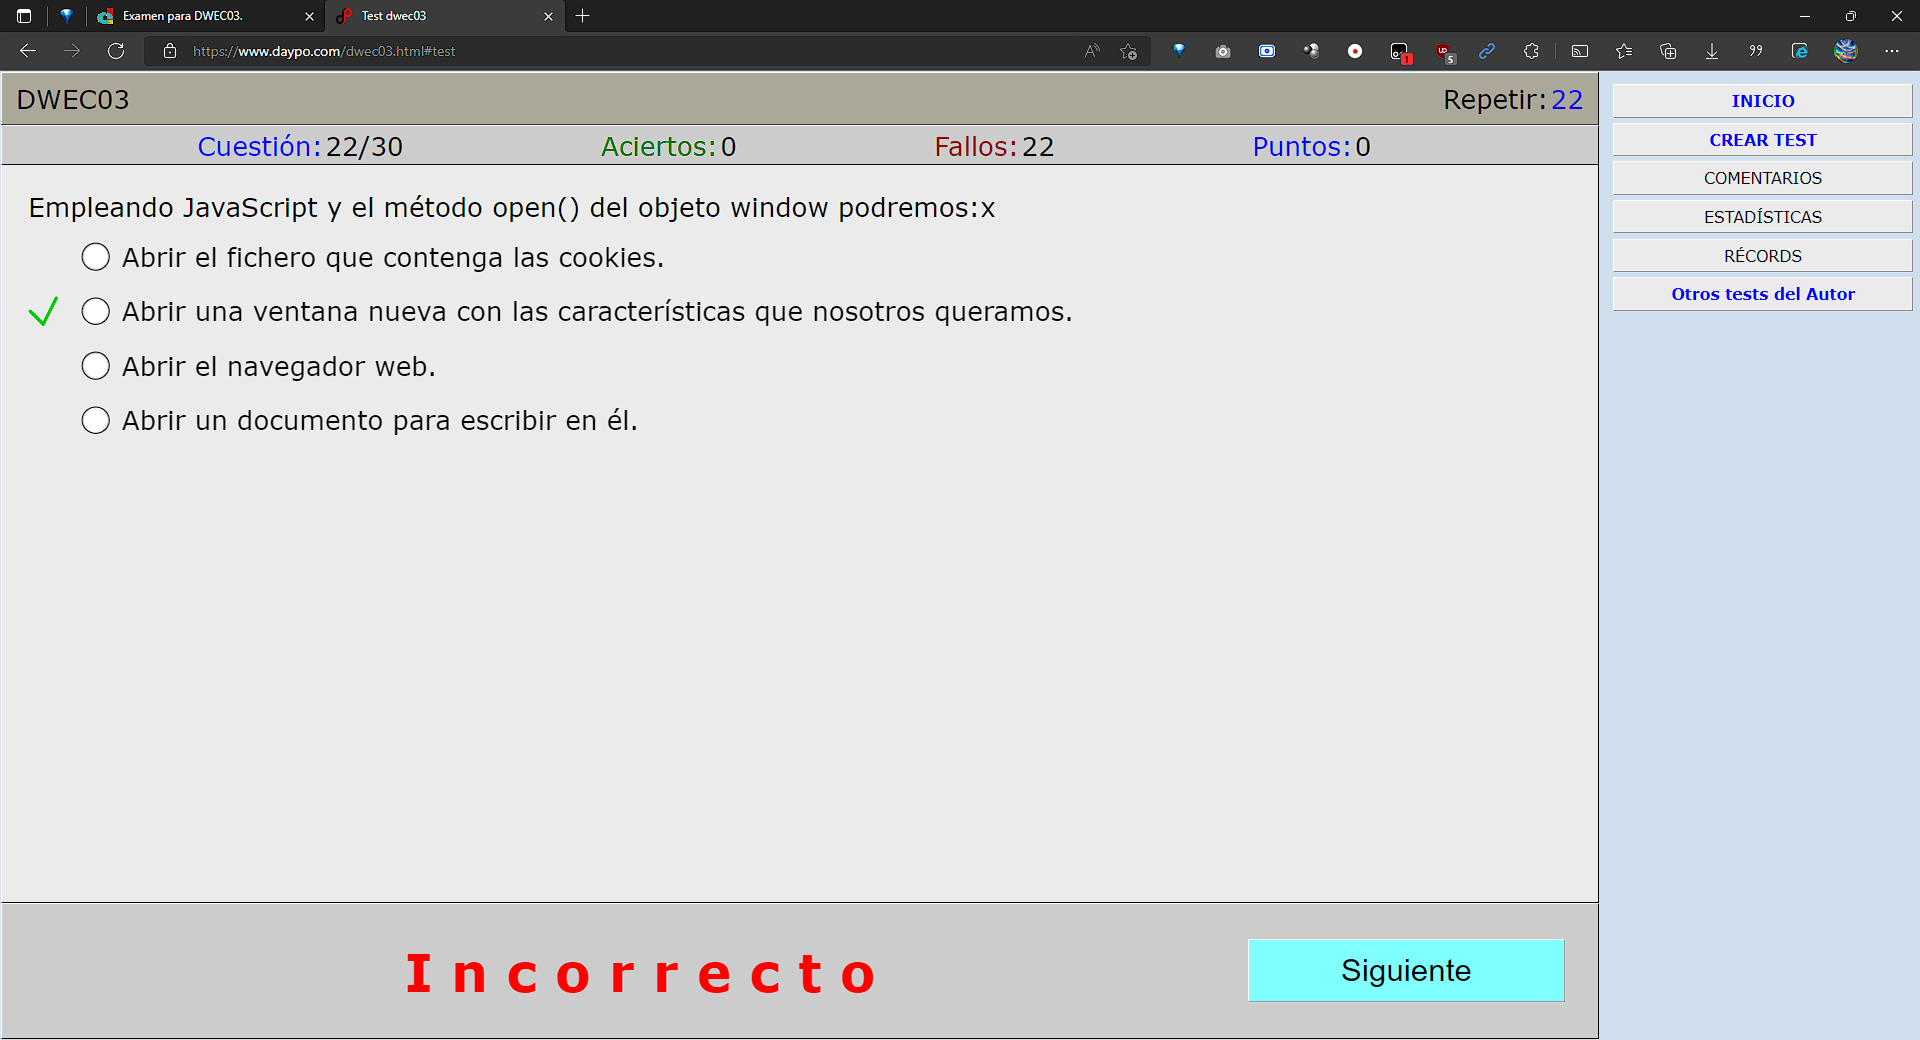 Examen para DWEC03.
Test dwec03
https://www.daypo.com/dwec03.html#test
1
5
DWEC03
Repetir:22
Cuestión:22/30
Aciertos:0
Fallos:22
Puntos:0
Empleando JavaScript y el método open() del objeto window podremos:x
Abrir el fichero que contenga las cookies.
Abrir una ventana nueva con las características que nosotros queramos.
Abrir el navegador web.
Abrir un documento para escribir en él.
Incorrecto
Siguiente
INICIO
CREAR TEST
COMENTARIOS
ESTADÍSTICAS
RÉCORDS
Otros tests del Autor